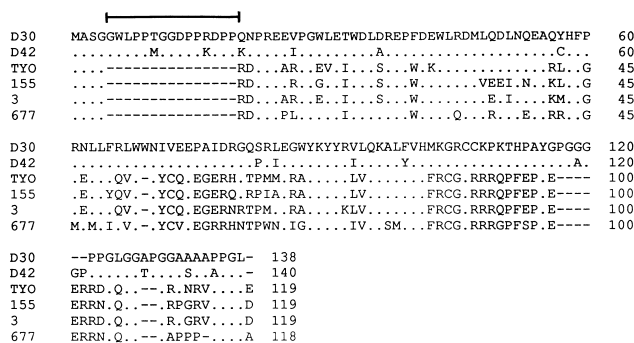 D30 MASGGWLPPTGGDPPRDPPQNPREEVPGWLETWDLDREPFDEWLRDMLQDLNQEAQYHFP 60
D42 ......M....K...K......I........A....................C... 60
TYO ....---------------RD...AR..EV.I...S...W.K..........RL..G 45
155 ....---------------RD...R..G.I...S...W.......VEEI.N..KL..G 45
3 ....---------------RD...AR..E..I...S...W........E.I...KM..G 45
677 ....---------------RD...PL....I...S...W....Q...R...E..RR..G 45
D30 RNLLFRLWWNIVEEPAIDRGQSRLEGWYKYYRVLQKALFVHMKGRCCKPKTHPAYGPGGG 120
D42 .....................P.I........I.....Y..................A. 120
TYO .E...QV..-.YCQ.EGERH.TPMM.RA.....LV......FRCG.RRRQPFEP.E---- 100
155 .E..YQV..-.YCQ.EGERQ.RPIA.RA.....LV......FRCG.RRRQPFEP.E---- 100
3 .E...QV..-.YCQ.EGERNRTPM..RA...KLV......FRCG.RRRQPFEP.E---- 100
677 M.M.I.V..-.YCV.EGRRHNTPWN.IG......IV..SM..FRCG.RRRGPFSP.E---- 100
D30 --PPGLGGAPGGAAAAPPGL- 138
D42 GP......T....S..A...- 140
TYO ERRD.Q..--..R.NRV...E 119
155 ERRN.Q..--..RPGRV...D 119
3 ERRD.Q..--..R.GRV...D 119
677 ERRN.Q..--..APPP-...A 118